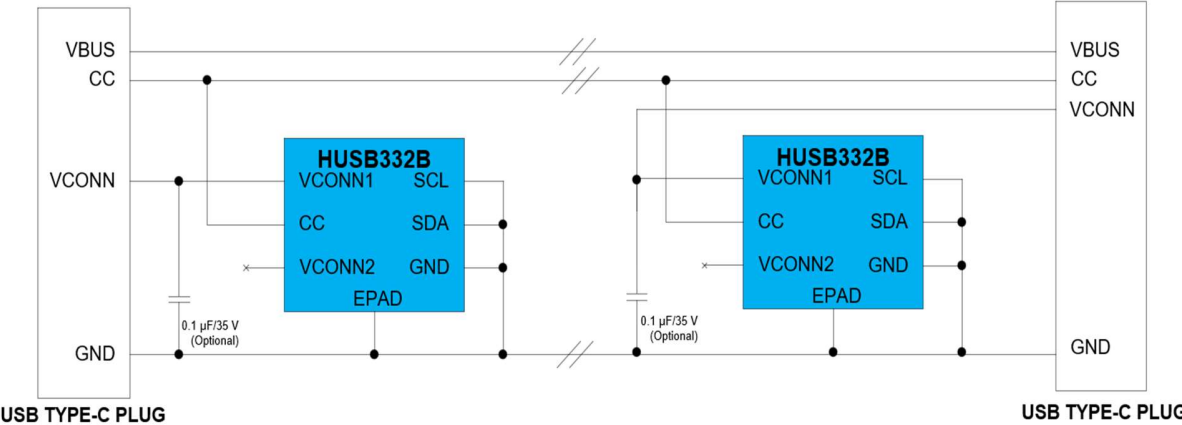 VBUS
CC
VCONN
GND
USB TYPE-C PLUG
HUSB332B
VCONN1 SCL
CC SDA
VCONN2 GND
EPAD
0.1 µF/35 V
(Optional)
HUSB332B
VCONN1 SCL
CC SDA
VCONN2 GND
EPAD
0.1 µF/35 V
(Optional)
VBUS
CC
VCONN
GND
USB TYPE-C PLUG